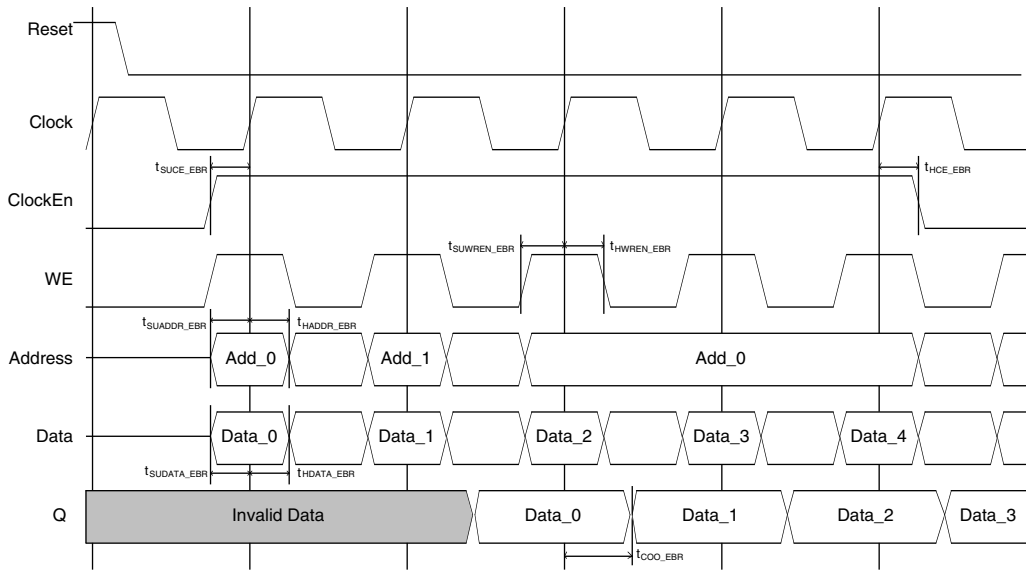 Reset
Clock
tSUCE_EBR
tHCE_EBR
ClockEn
tSUWREN_EBR
tHWREN_EBR
WE
tSUADDR_EBR
tHADDR_EBR
Address
Add_0
Add_1
Add_0
Data
Data_0
Data_1
Data_2
Data_3
Data_4
tSUDATA_EBR
tHDATA_EBR
Q
Invalid Data
Data_0
Data_1
Data_2
Data_3
tCOO_EBR